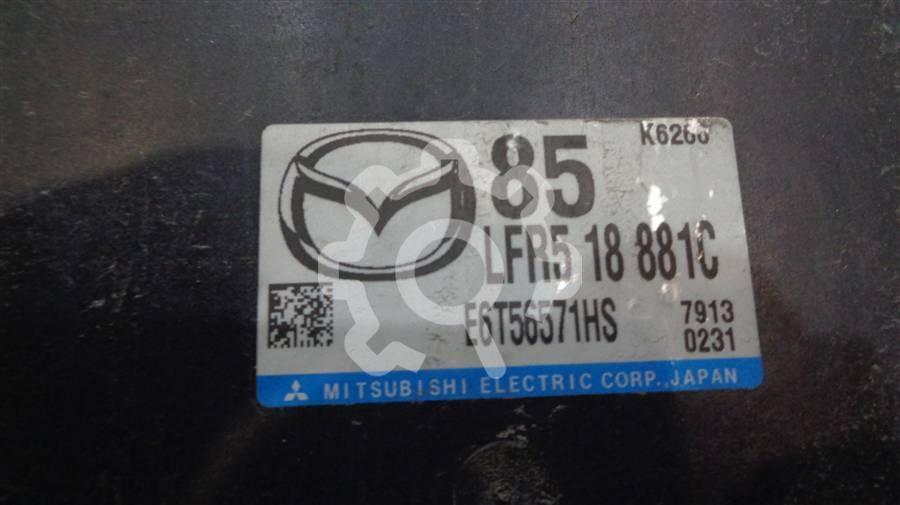 85
K6260
LFR5 18 881C
E6T56571HS
7913
0231
MITSUBISHI ELECTRIC CORP., JAPAN